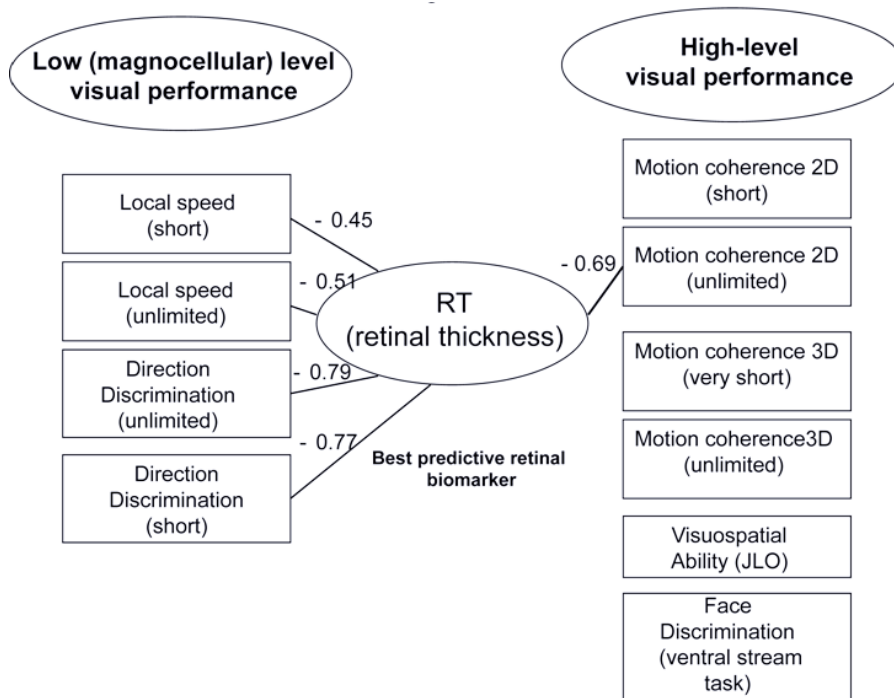 Low (magnocellular) level
visual performance
High-level
visual performance
Local speed
(short)
- 0.45
Local speed
(unlimited)
- 0.51
Direction
Discrimination
(unlimited)
- 0.79
Direction
Discrimination
(short)
- 0.77
RT
(retinal thickness)
Best predictive retinal
biomarker
- 0.69
Motion coherence 2D
(short)
Motion coherence 2D
(unlimited)
Motion coherence 3D
(very short)
Motion coherence3D
(unlimited)
Visuospatial
Ability (JLO)
Face
Discrimination
(ventral stream
task)